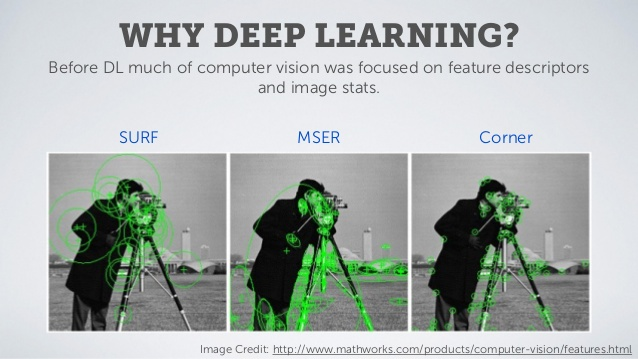 WHY DEEP LEARNING?
Before DL much of computer vision was focused on feature descriptors
and image stats.
SURF MSER Corner
Image Credit: http://www.mathworks.com/products/computer-vision/features.html